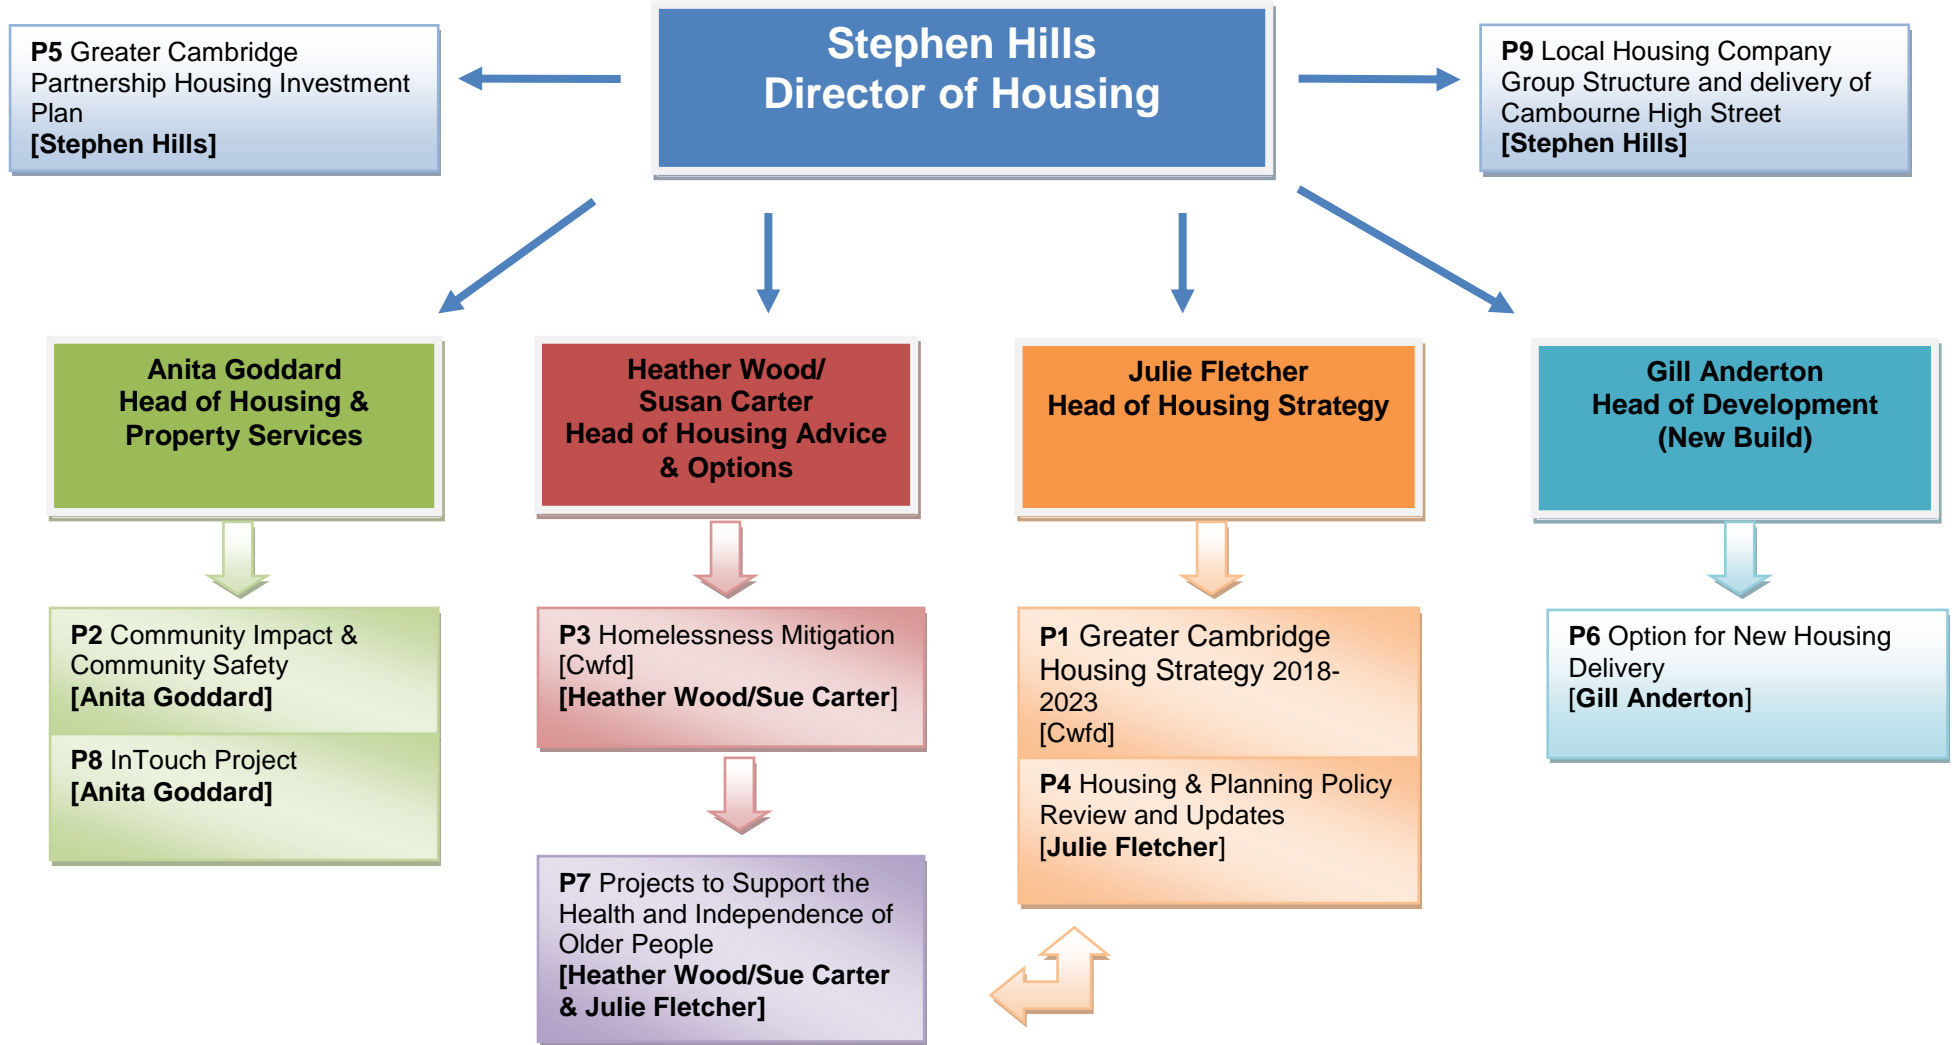 P5 Greater Cambridge
Partnership Housing Investment
Plan
[Stephen Hills]
Stephen Hills
Director of Housing
P9 Local Housing Company
Group Structure and delivery of
Cambourne High Street
[Stephen Hills]
Anita Goddard
Head of Housing &
Property Services
Heather Wood/
Susan Carter
Head of Housing Advice
& Options
Julie Fletcher
Head of Housing Strategy
Gill Anderton
Head of Development
(New Build)
P2 Community Impact &
Community Safety
[Anita Goddard]
P8 InTouch Project
[Anita Goddard]
P3 Homelessness Mitigation
[Cwfd]
[Heather Wood/Sue Carter]
P7 Projects to Support the
Health and Independence of
Older People
[Heather Wood/Sue Carter
& Julie Fletcher]
P1 Greater Cambridge
Housing Strategy 2018-
2023
[Cwfd]
P4 Housing & Planning Policy
Review and Updates
[Julie Fletcher]
P6 Option for New Housing
Delivery
[Gill Anderton]